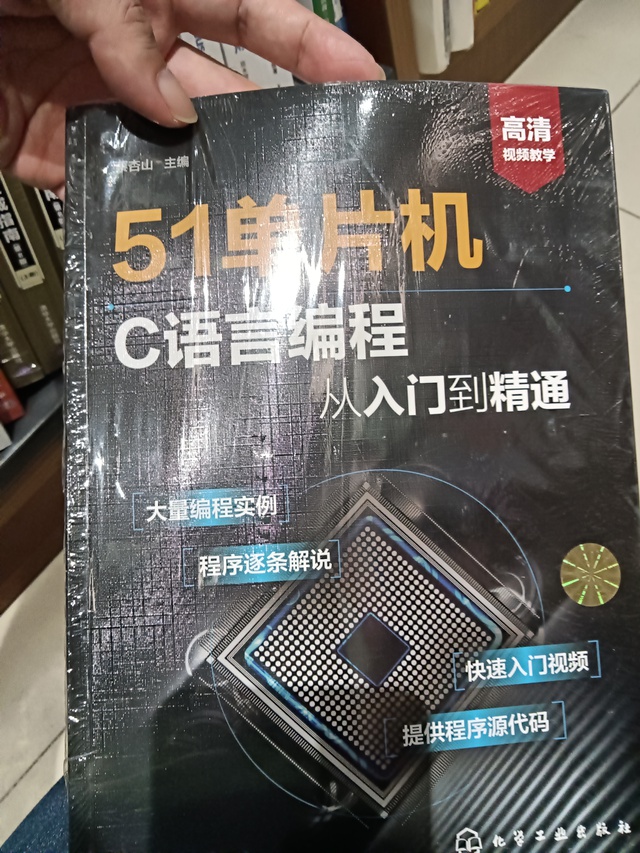 高清
视频教学
杏山 主编
51单片机
C语言编程
从入门到精通
大量编程实例
程序逐条解说
快速入门视频
提供程序源代码
化学工业出版社